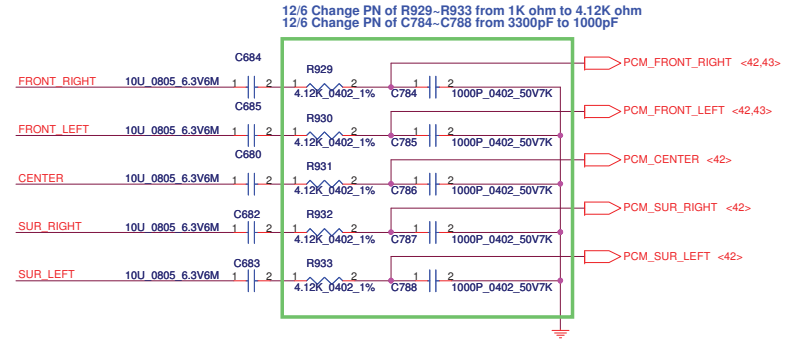 12/6 Change PN of R929~R933 from 1K ohm to 4.12K ohm
12/6 Change PN of C784~C788 from 3300pF to 1000pF
C684
R929
PCM_FRONT_RIGHT <42,43>
FRONT_RIGHT 10U_0805_6.3V6M 1 2 1 2 1 2
4.12K_0402_1% C784 1000P_0402_50V7K
C685
R930
PCM_FRONT_LEFT <42,43>
FRONT_LEFT 10U_0805_6.3V6M 1 2 1 2 1 2
4.12K_0402_1% C785 1000P_0402_50V7K
C680
R931
PCM_CENTER <42>
CENTER 10U_0805_6.3V6M 1 2 1 2 1 2
4.12K_0402_1% C786 1000P_0402_50V7K
C682
R932
PCM_SUR_RIGHT <42>
SUR_RIGHT 10U_0805_6.3V6M 1 2 1 2 1 2
4.12K_0402_1% C787 1000P_0402_50V7K
C683
R933
PCM_SUR_LEFT <42>
SUR_LEFT 10U_0805_6.3V6M 1 2 1 2 1 2
4.12K_0402_1% C788 1000P_0402_50V7K